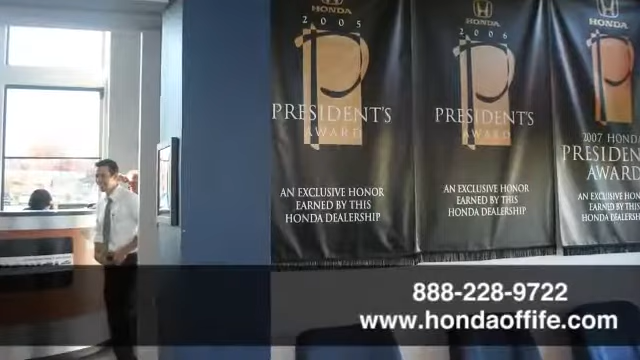 HONDA
2005
PRESIDENT'S
AWARD
AN EXCLUSIVE HONOR
EARNED BY THIS
HONDA DEALERSHIP
HONDA
2006
PRESIDENT'S
AWARD
AN EXCLUSIVE HONOR
EARNED BY THIS
HONDA DEALERSHIP
HONDA
2007 HONDA
PRESIDEN
AWARD
AN EXCLUSIVE HON
EARNED BY THIS
HONDA DEALERSHI
888-228-9722
www.hondaoffife.com